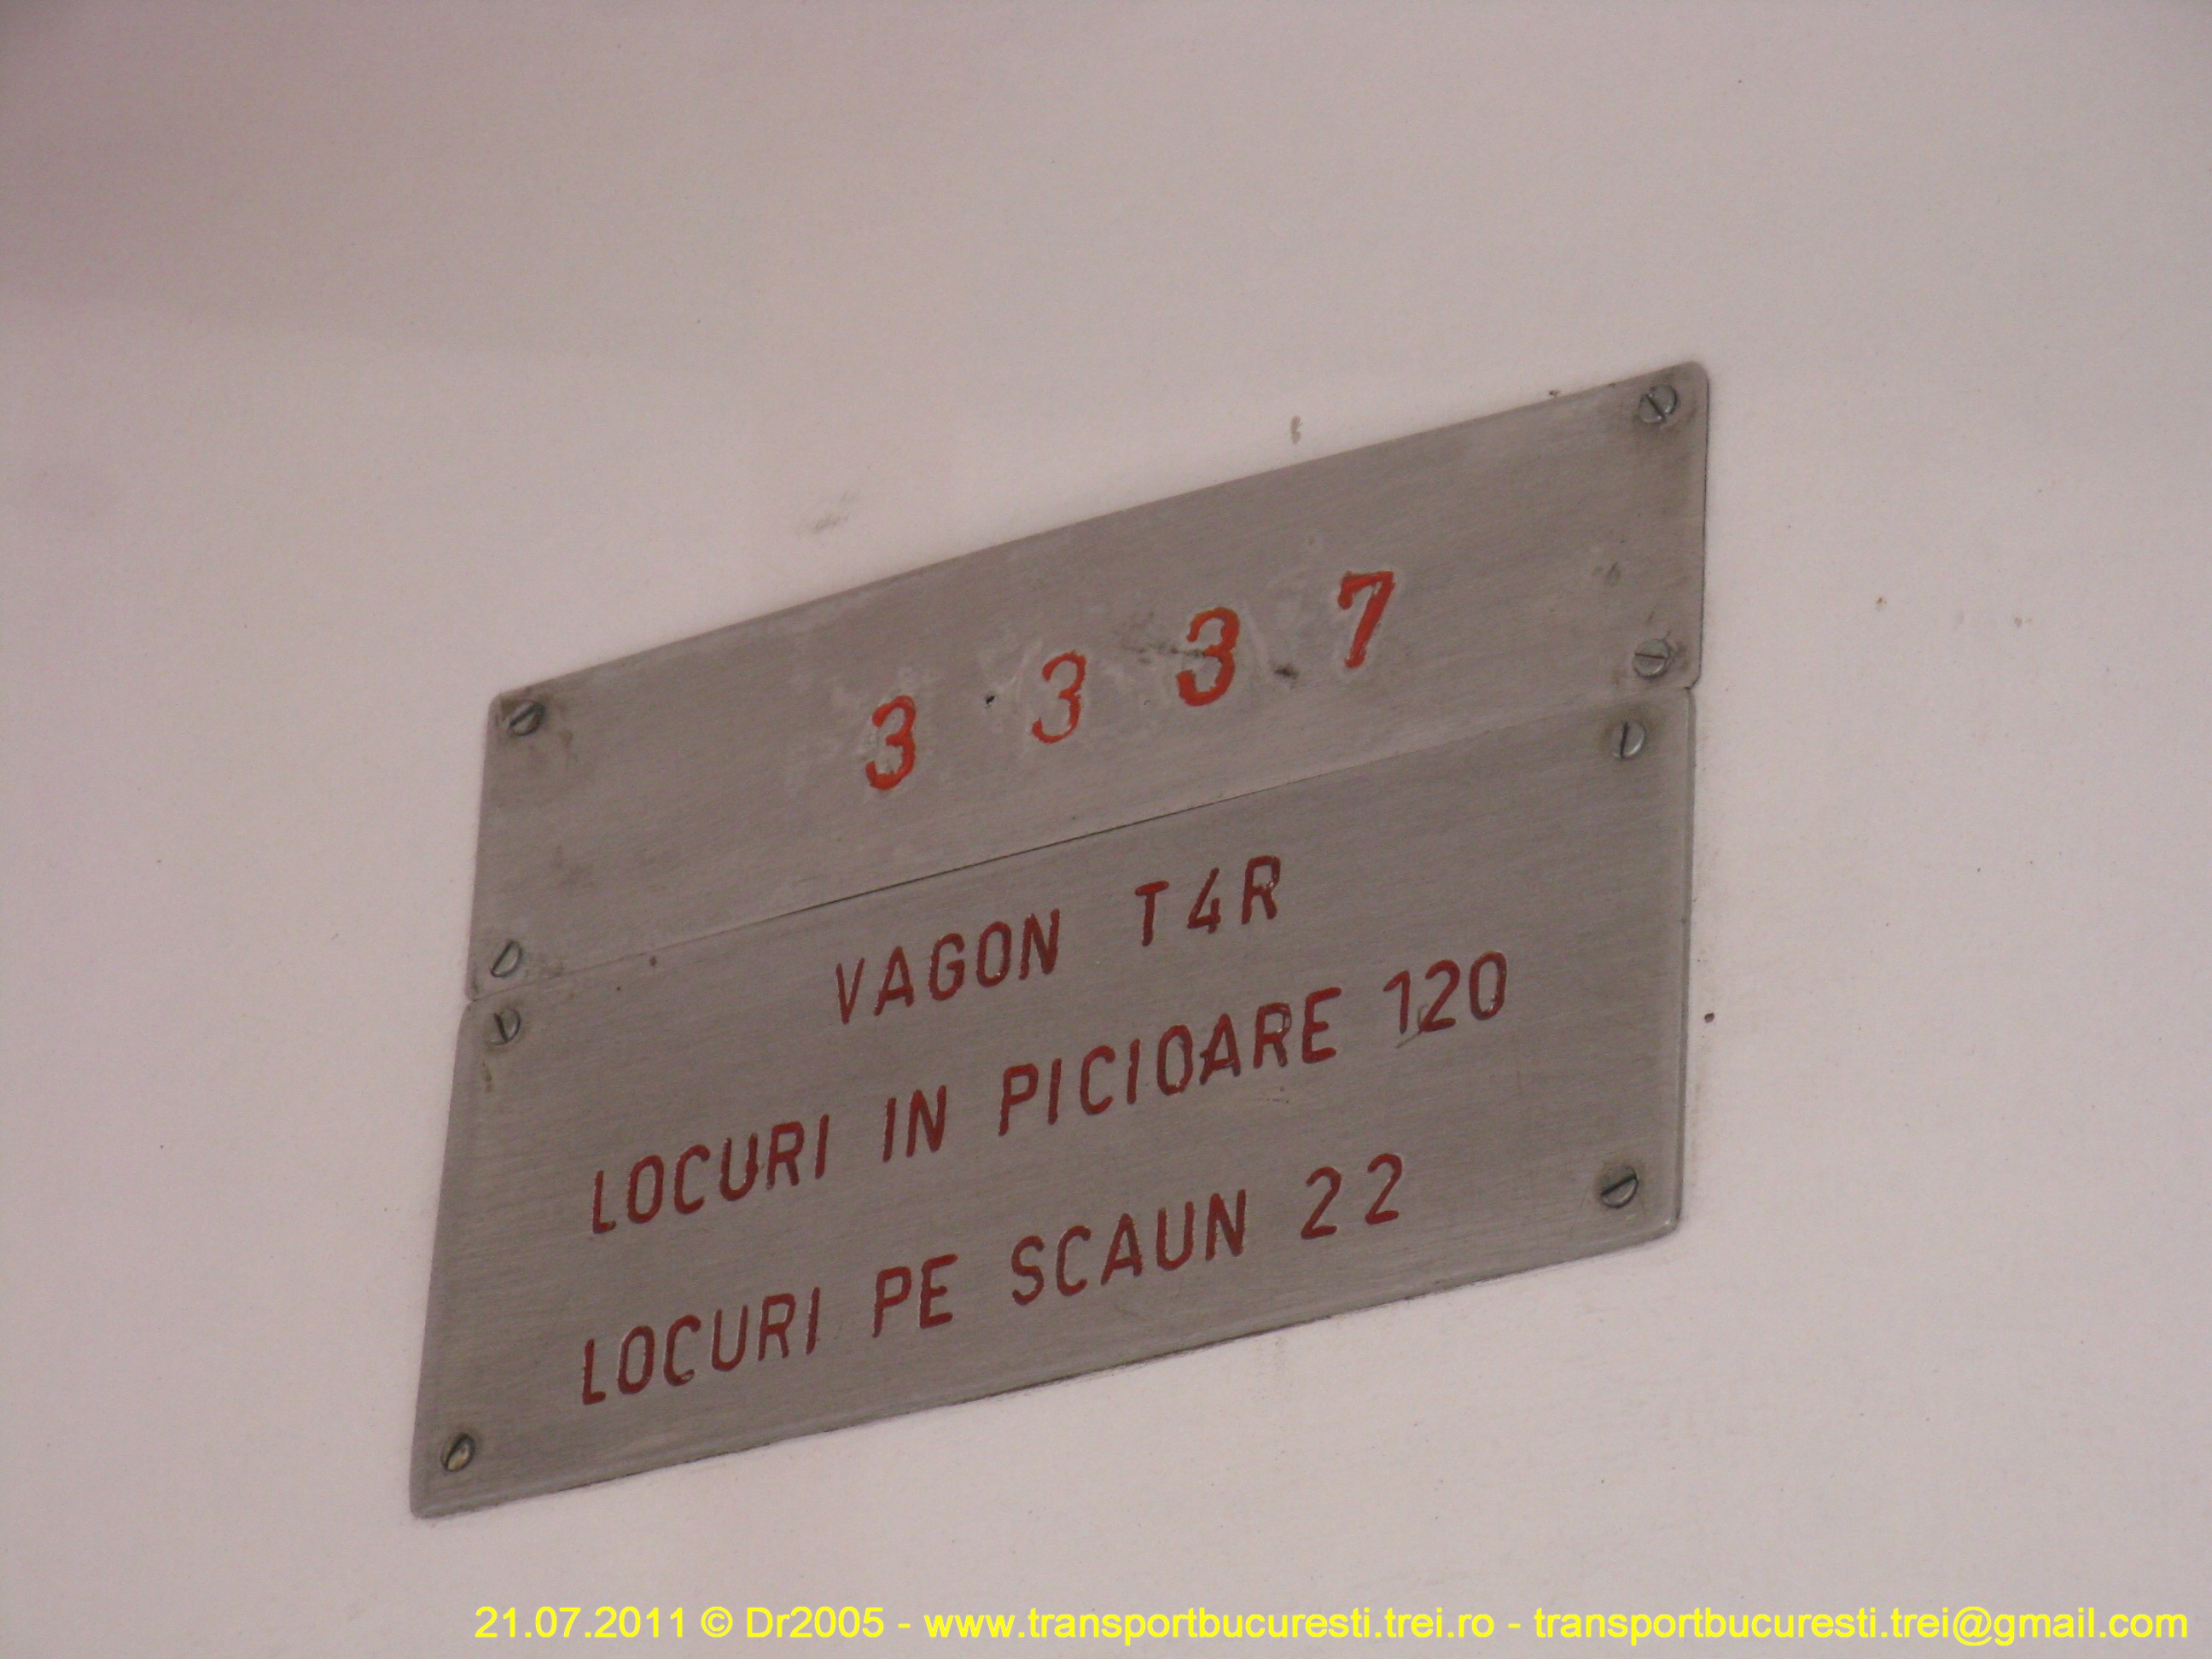 3 3 3 7
VAGON T4R
LOCURI IN PICIOARE 120
LOCURI PE SCAUN 22
21.07.2011 © Dr2005 - www.transportbucuresti.trei.ro - transportbucuresti.trei@gmail.com